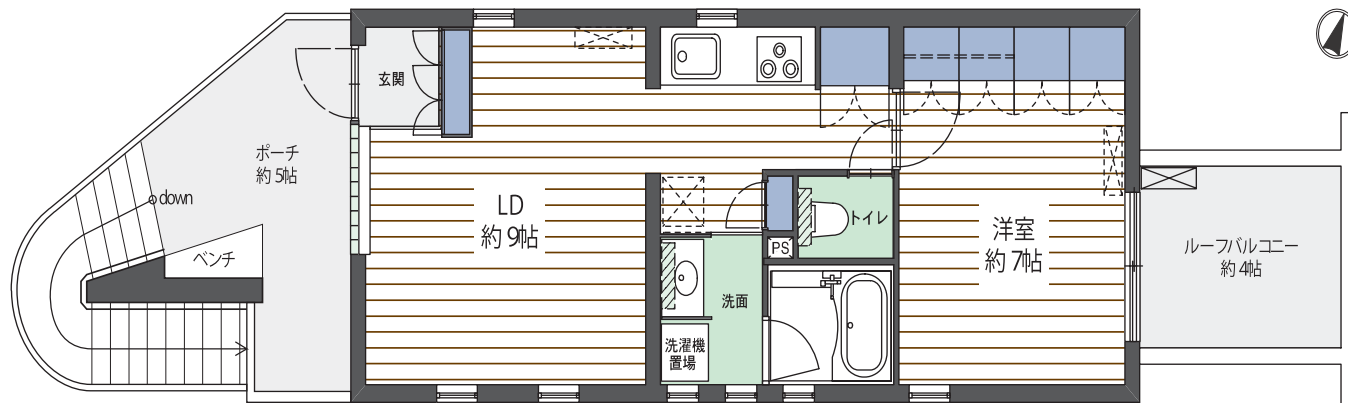 玄関
ポーチ
約5帖
down
ベンチ
LD
約9帖
PS
トイレ
洗面
洗濯機
置場
洋室
約7帖
ルーフバルコニー
約4帖